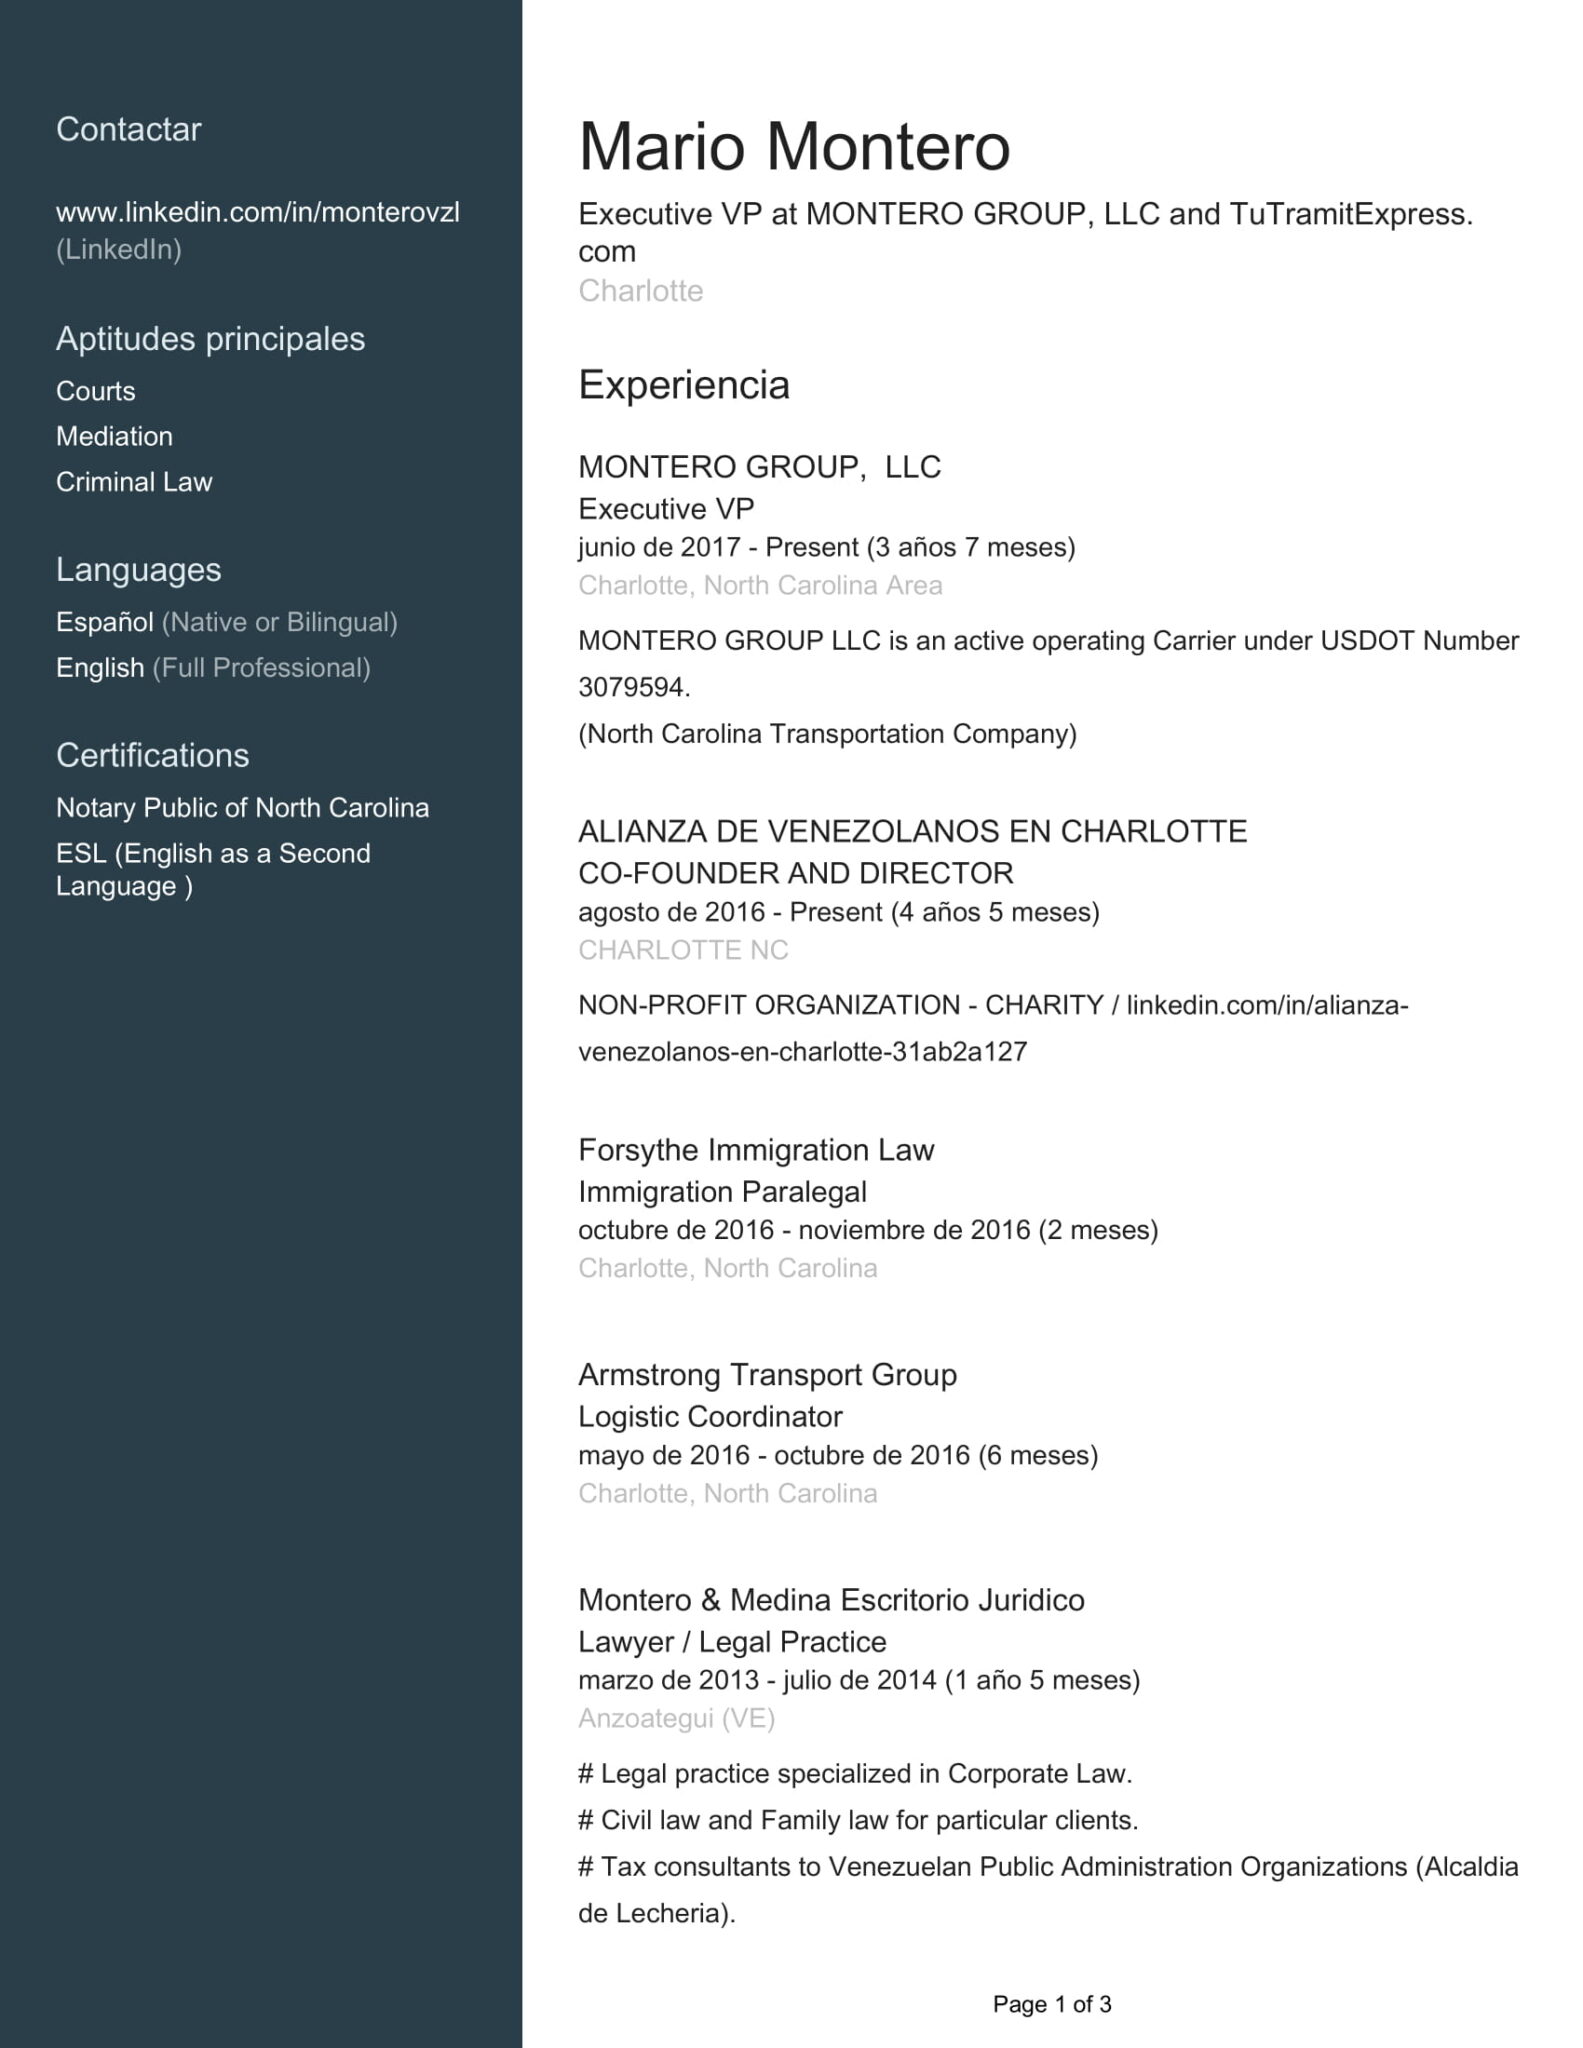 Contactar
www.linkedin.com/in/monterovzl
(LinkedIn)
Aptitudes principales
Courts
Mediation
Criminal Law
Languages
Español (Native or Bilingual)
English (Full Professional)
Certifications
Notary Public of North Carolina
ESL (English as a Second
Language )
Mario Montero
Executive VP at MONTERO GROUP, LLC and TuTramitExpress.
com
Charlotte
Experiencia
MONTERO GROUP,  LLC
Executive VP
junio de 2017 - Present (3 años 7 meses)
Charlotte, North Carolina Area
MONTERO GROUP LLC is an active operating Carrier under USDOT Number
3079594.
(North Carolina Transportation Company)
ALIANZA DE VENEZOLANOS EN CHARLOTTE
CO-FOUNDER AND DIRECTOR
agosto de 2016 - Present (4 años 5 meses)
CHARLOTTE NC
NON-PROFIT ORGANIZATION - CHARITY / linkedin.com/in/alianza-
venezolanos-en-charlotte-31ab2a127
Forsythe Immigration Law
Immigration Paralegal
octubre de 2016 - noviembre de 2016 (2 meses)
Charlotte, North Carolina
Armstrong Transport Group
Logistic Coordinator
mayo de 2016 - octubre de 2016 (6 meses)
Charlotte, North Carolina
Montero & Medina Escritorio Juridico
Lawyer / Legal Practice
marzo de 2013 - julio de 2014 (1 año 5 meses)
Anzoategui (VE)
# Legal practice specialized in Corporate Law.
# Civil law and Family law for particular clients.
# Tax consultants to Venezuelan Public Administration Organizations (Alcaldia
de Lecheria).
Page 1 of 3